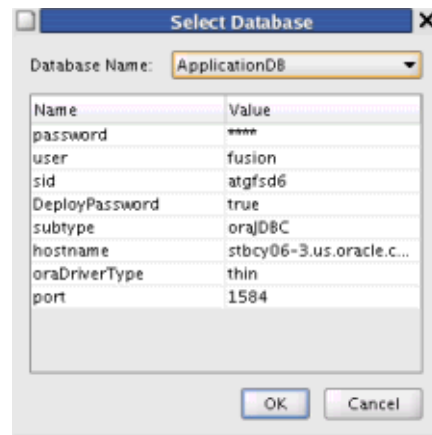 Select Database
Database Name: ApplicationDB
Name Value
password ****
user fusion
sid atgfsd6
DeployPassword true
subtype oraJDBC
hostname stbcy06-3.us.oracle.c...
oraDriverType thin
port 1584
OK Cancel